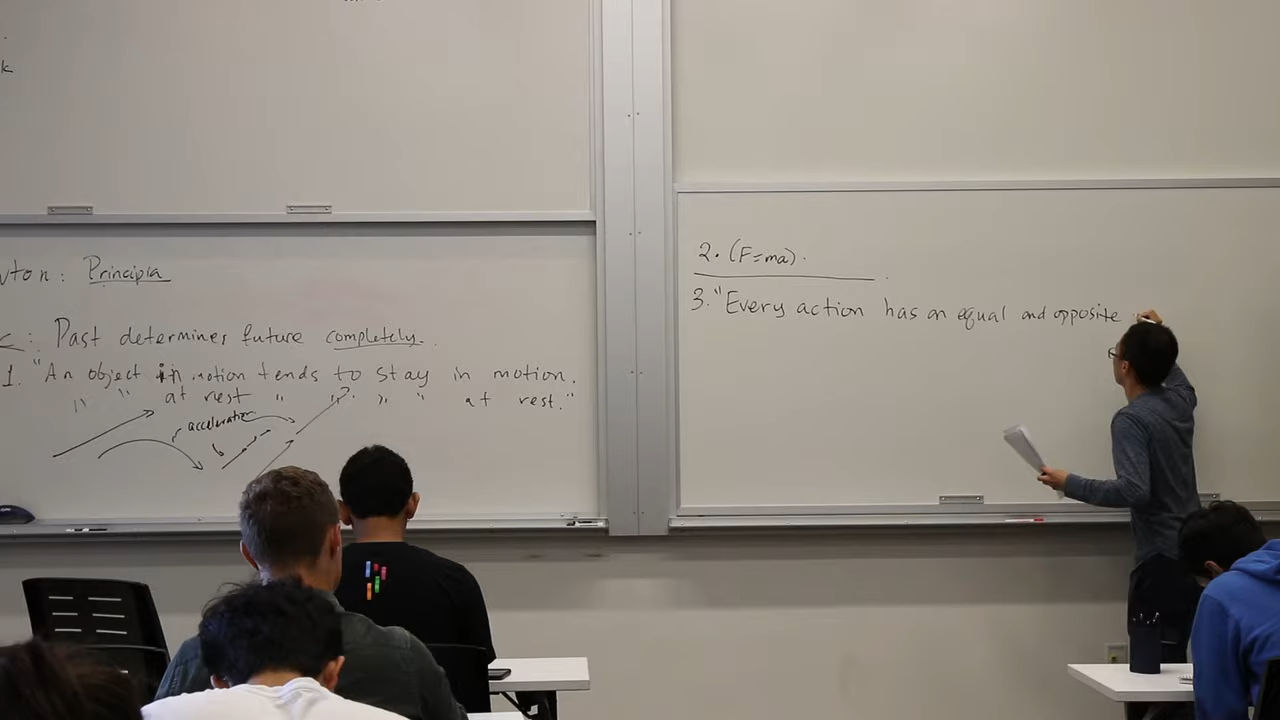 k
Principia
Past determines future completely.
1. "An object in motion tends to stay in motion.
" " at rest " " " " at rest."
acceleration
2. (F=ma).
3. "Every action has an equal and opposite